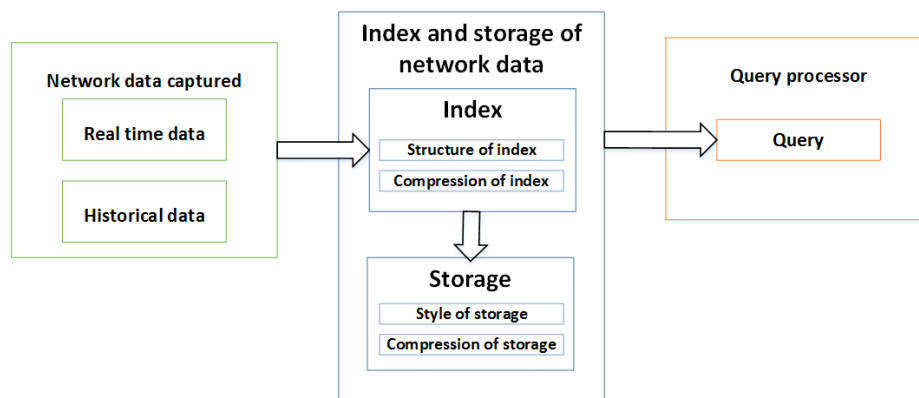 Network data captured
Real time data
Historical data
Index and storage of
network data
Index
Structure of index
Compression of index
Storage
Style of storage
Compression of storage
Query processor
Query